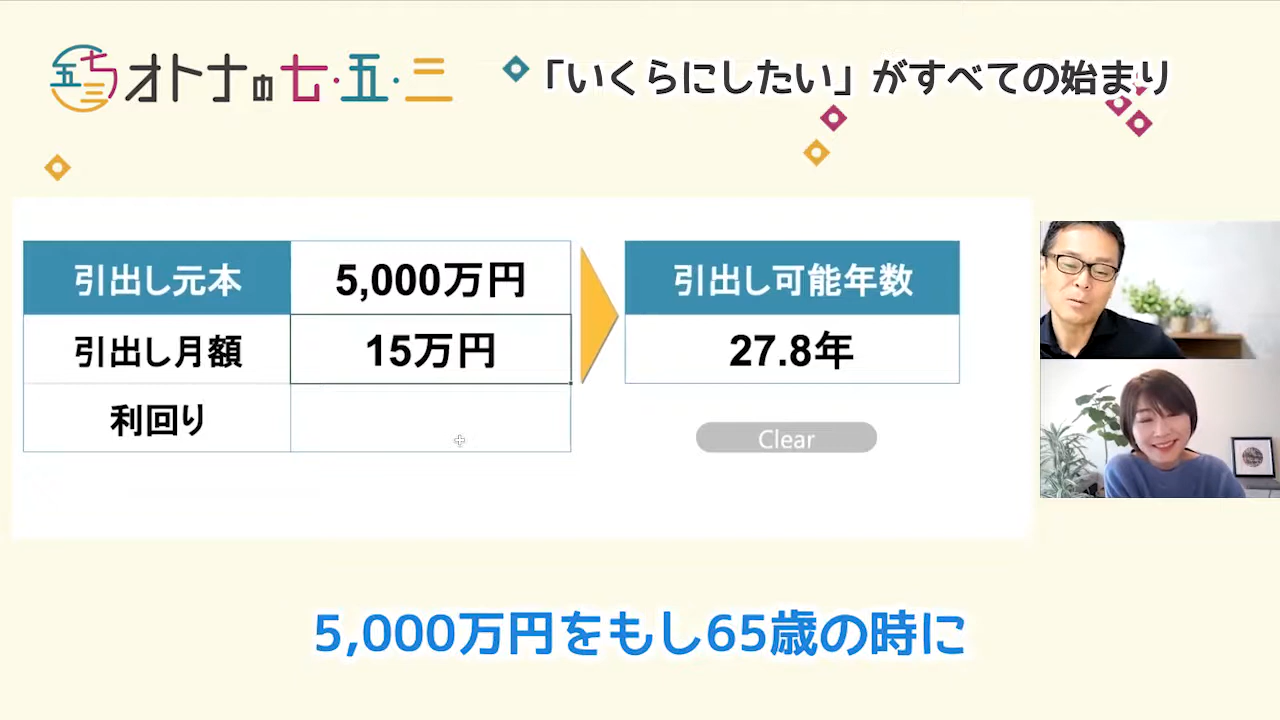 オトナの七・五・三
「いくらにしたい」がすべての始まり
引出し元本 5,000万円
引出し月額 15万円
利回り
引出し可能年数
27.8年
Clear
5,000万円をもし65歳の時に